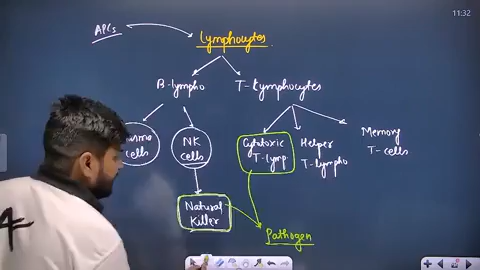 11:32
APCs
Lymphocytes
B-lympho
T-Lymphocytes
cells
NK
cells
Cytotoxic
T-Lymp.
Helper
T-lympho
Memory
T-cells
Natural
Killer
Pathogen